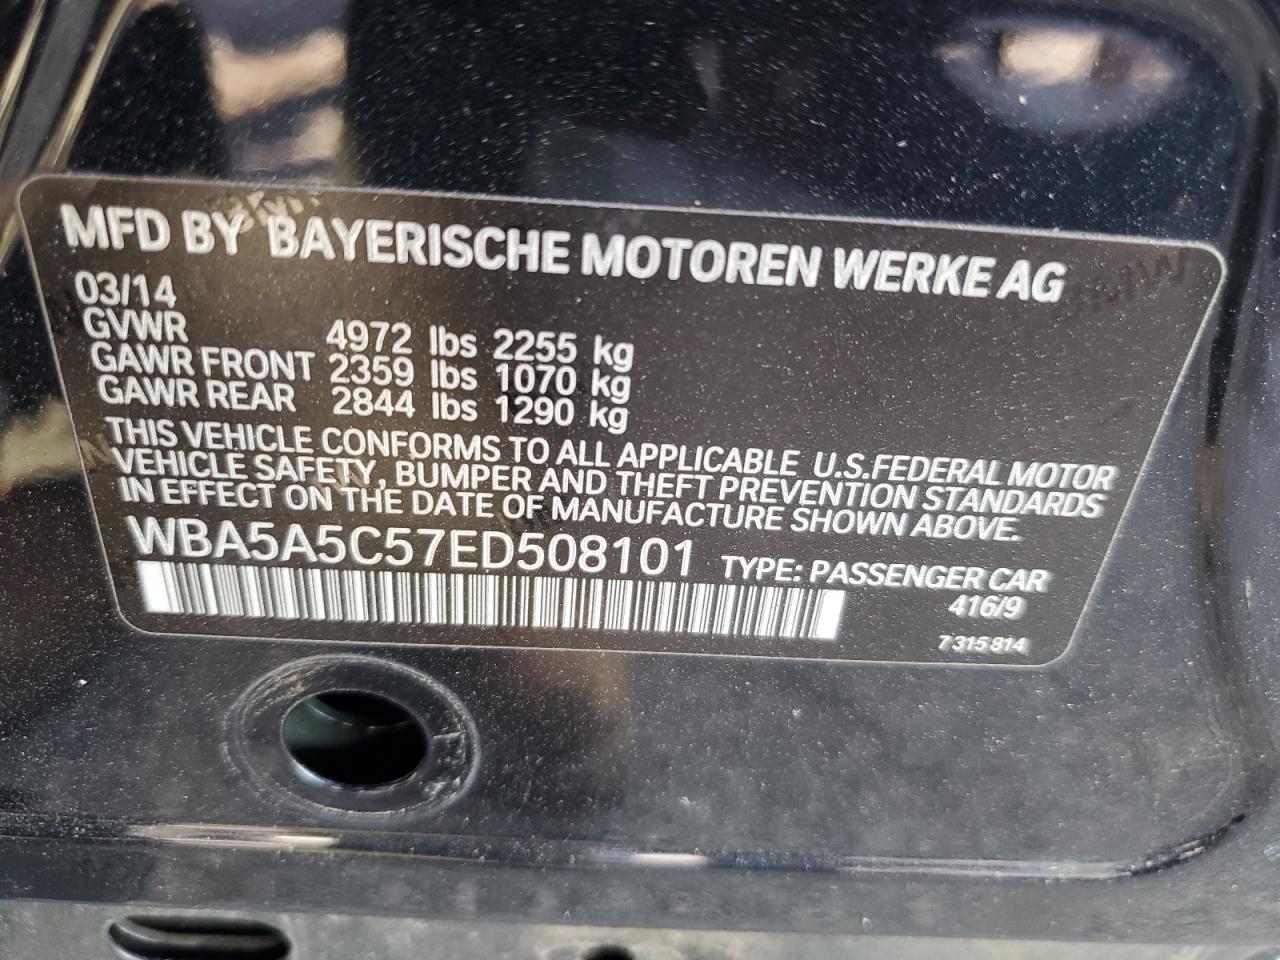 MFD BY BAYERISCHE MOTOREN WERKE AG
03/14
GVWR 4972 lbs 2255 kg
GAWR FRONT 2359 lbs 1070 kg
GAWR REAR 2844 lbs 1290 kg
THIS VEHICLE CONFORMS TO ALL APPLICABLE U.S.FEDERAL MOTOR
VEHICLE SAFETY, BUMPER AND THEFT PREVENTION STANDARDS
IN EFFECT ON THE DATE OF MANUFACTURE SHOWN ABOVE.
WBA5A5C57ED508101 TYPE: PASSENGER CAR
416/9
7315814